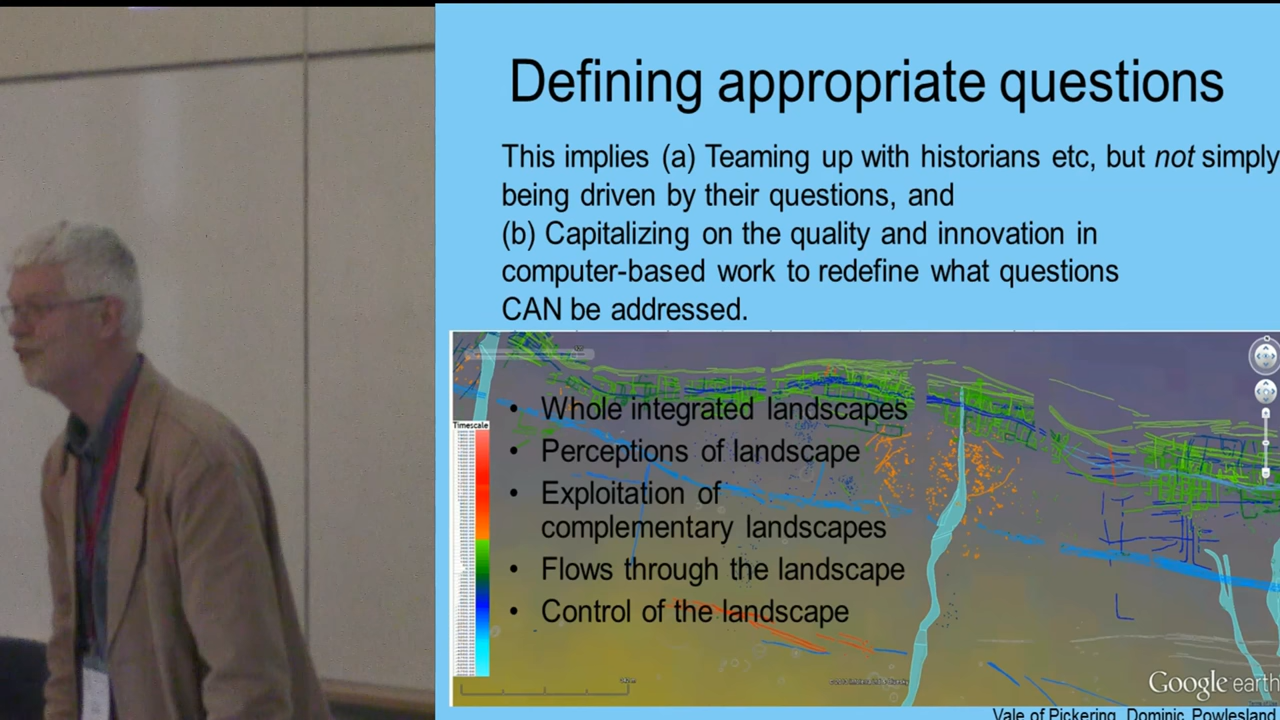 Defining appropriate questions
This implies (a) Teaming up with historians etc, but not simply
being driven by their questions, and
(b) Capitalizing on the quality and innovation in
computer-based work to redefine what questions
CAN be addressed.
• Whole integrated landscapes
Timescale
• Perceptions of landscape
• Exploitation of
complementary landscapes
• Flows through the landscape
• Control of the landscape
Google earth
Vale of Pickering, Dominic Powlesland